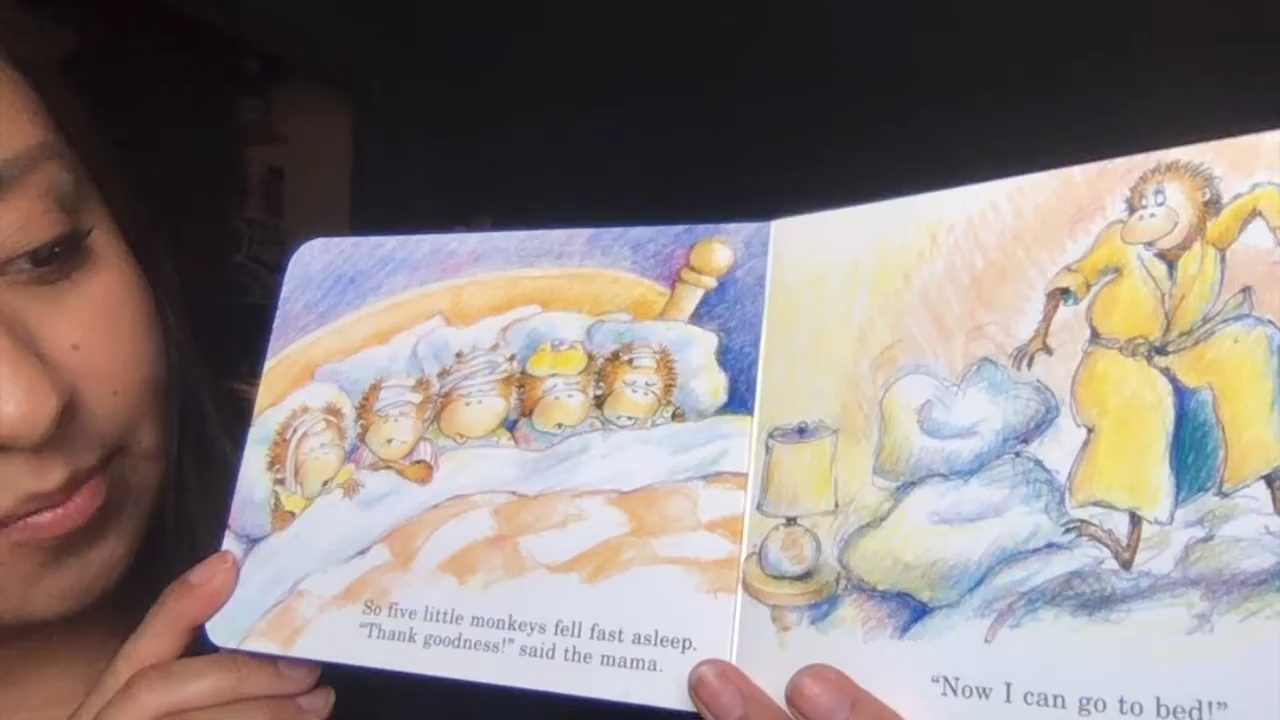 So five little monkeys fell fast asleep.
“Thank goodness!” said the mama.
“Now I can go to bed!”